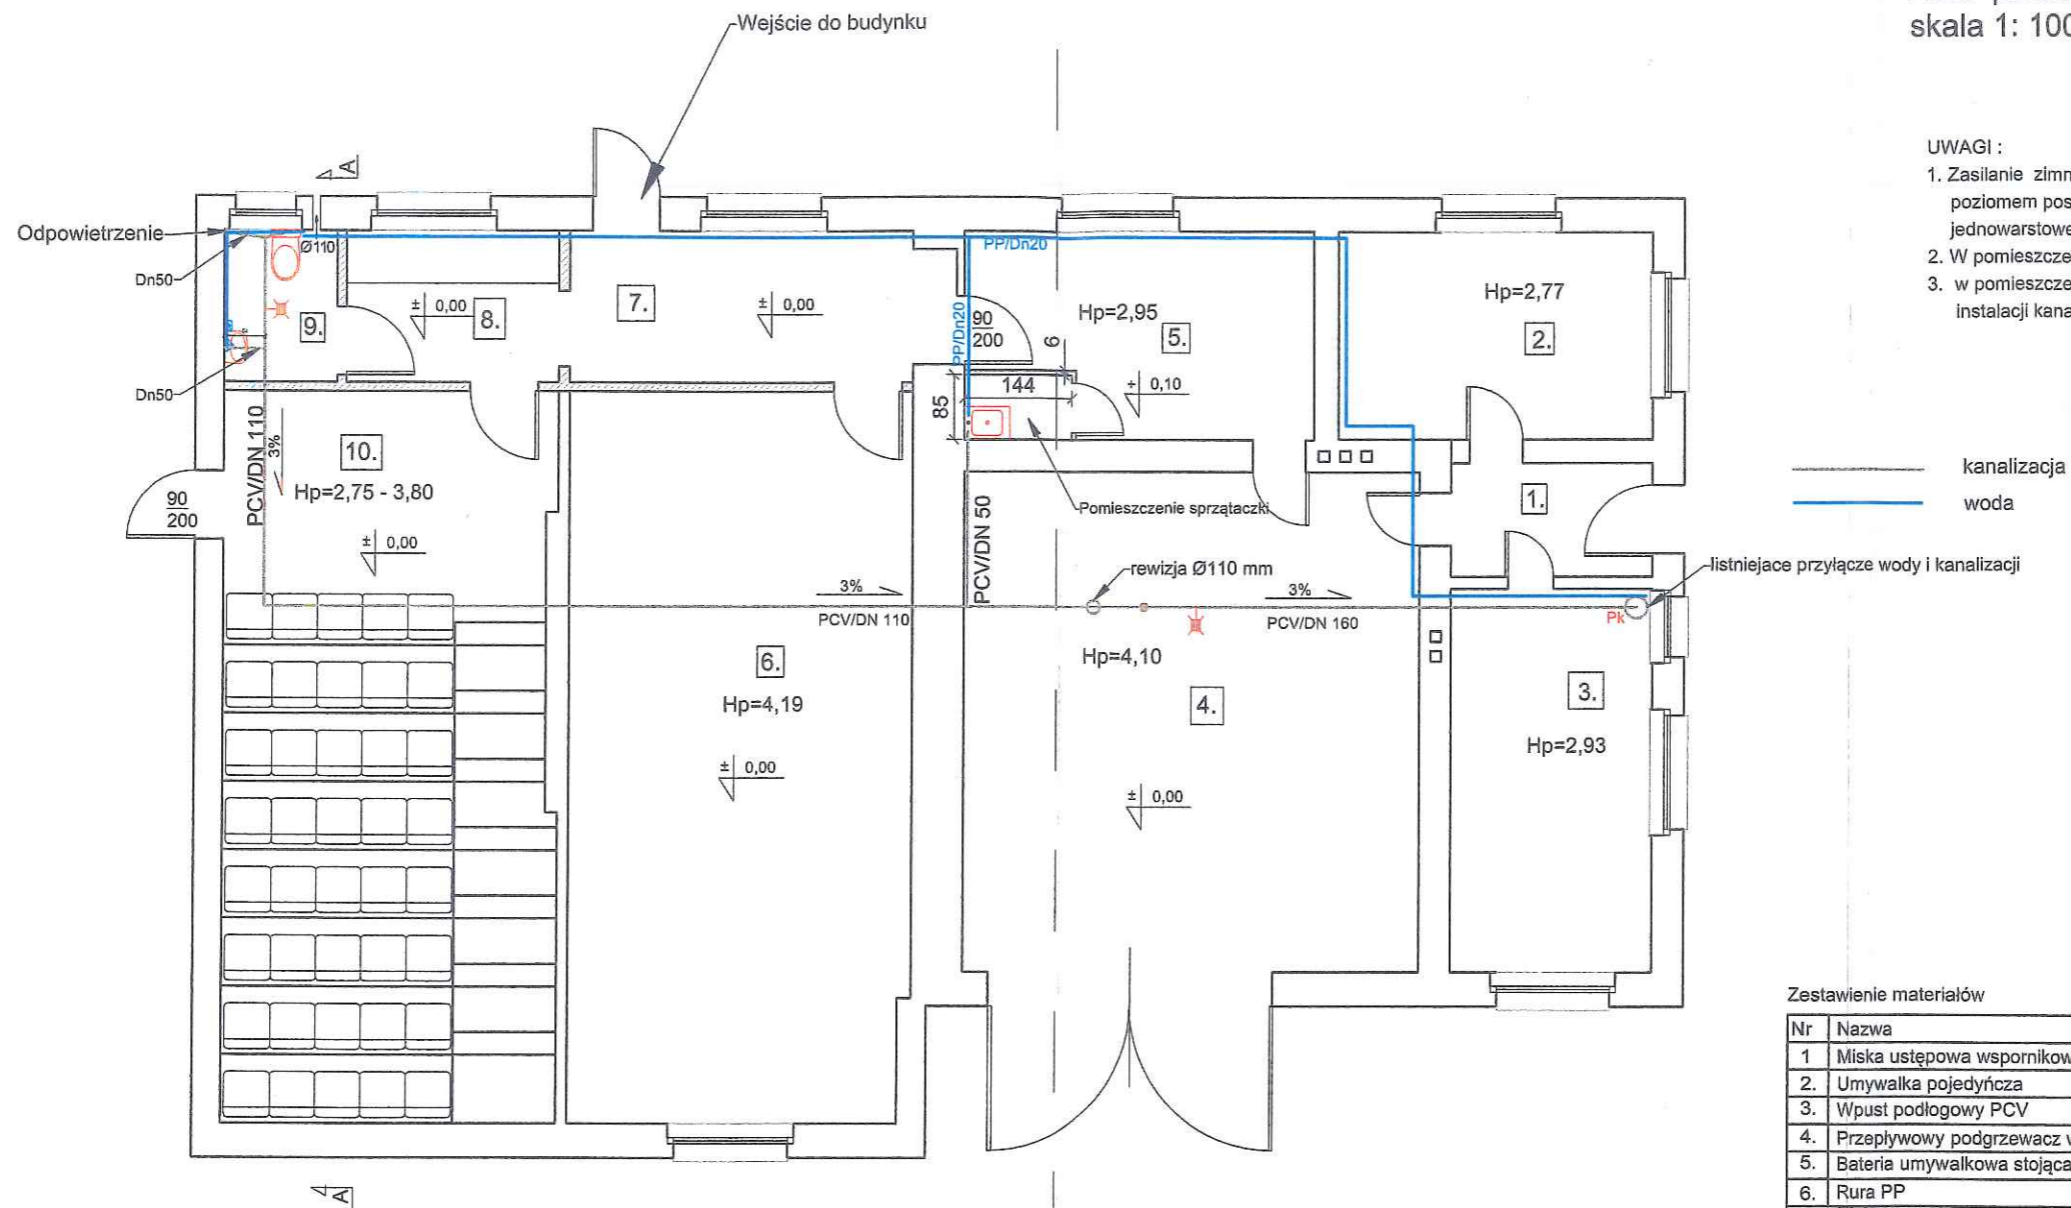 skala 1: 100
Wejście do budynku
UWAGI :
1. Zasilanie zimn
poziomem pos
jednowarstowe
2. W pomieszcze
3. w pomieszcze
instalacji kana
A
Odpowietrzenie
Ø110
Dn50
9.
± 0,00
8.
7.
± 0,00
PP/Dn20
PP/Dn20
90
200
Hp=2,95
5.
6
144
85
+ 0,10
Hp=2,77
2.
Dn50
PCV/DN 110
3%
10.
Hp=2,75 - 3,80
90
200
± 0,00
PCV/DN 50
Pomieszczenie sprzątaczki
1.
kanalizacja
woda
rewizja Ø110 mm
Iistniejace przyłącze wody i kanalizacji
3%
PCV/DN 110
3%
PCV/DN 160
Pk
6.
Hp=4,19
± 0,00
Hp=4,10
4.
± 0,00
3.
Hp=2,93
A
Zestawienie materiałów
Nr Nazwa
1 Miska ustępowa wspornikow
2. Umywalka pojedyńcza
3. Wpust podłogowy PCV
4. Przepływowy podgrzewacz w
5. Bateria umywalkowa stojąca
6. Rura PP